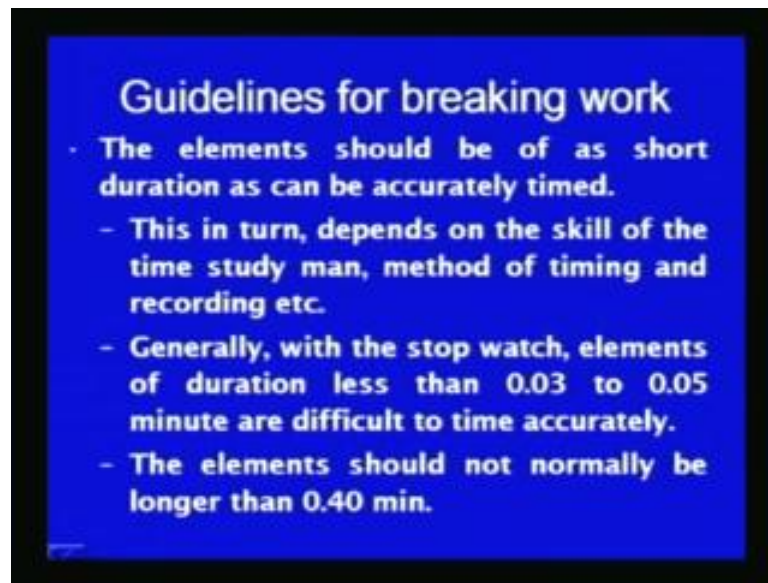 Guidelines for breaking work
· The elements should be of as short
duration as can be accurately timed.
– This in turn, depends on the skill of the
time study man, method of timing and
recording etc.
– Generally, with the stop watch, elements
of duration less than 0.03 to 0.05
minute are difficult to time accurately.
– The elements should not normally be
longer than 0.40 min.